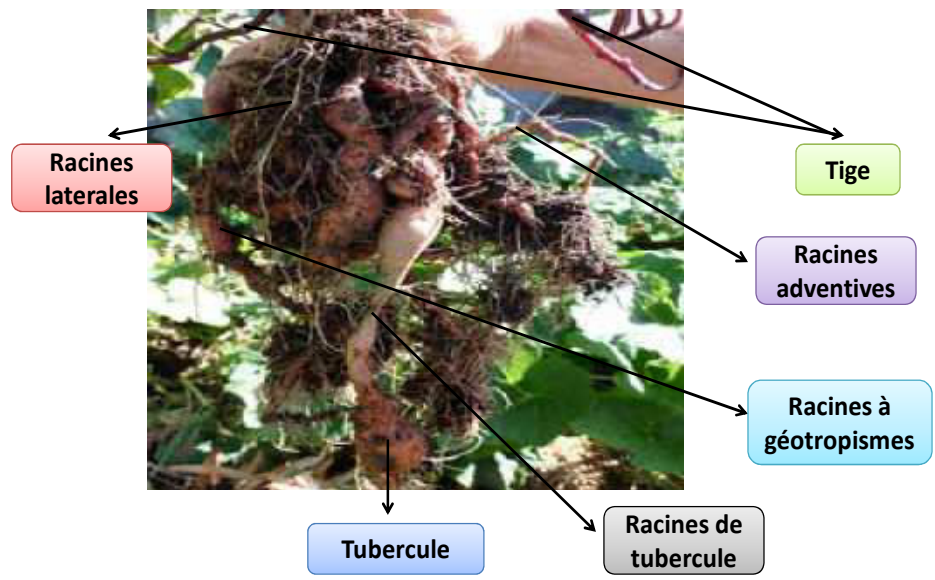 Racines
laterales
Tige
Racines
adventives
Racines à
géotropismes
Racines de
tubercule
Tubercule